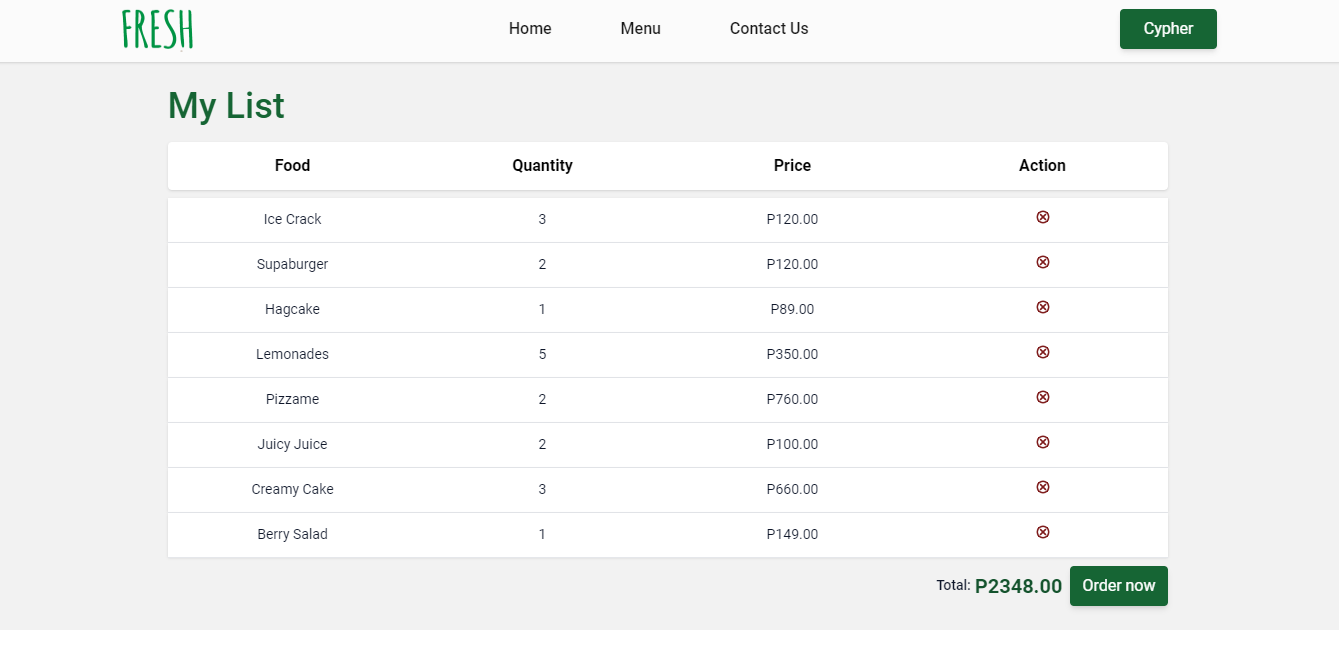 FRESH Home Menu Contact Us Cypher
My List
Food Quantity Price Action
Ice Crack 3 P120.00
Supaburger 2 P120.00
Hagcake 1 P89.00
Lemonades 5 P350.00
Pizzame 2 P760.00
Juicy Juice 2 P100.00
Creamy Cake 3 P660.00
Berry Salad 1 P149.00
Total: P2348.00 Order now